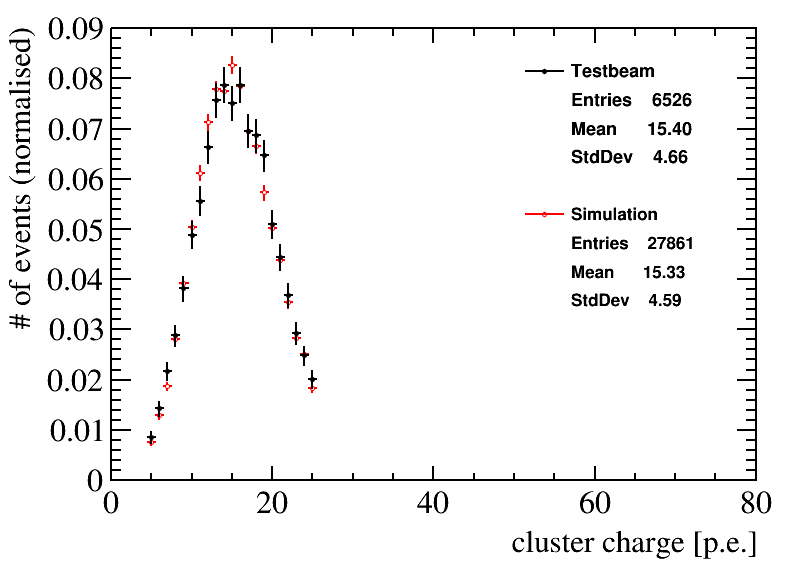 # of events (normalised)
0.09
0.08
0.07
0.06
0.05
0.04
0.03
0.02
0.01
0
Testbeam
Entries 6526
Mean 15.40
StdDev 4.66
Simulation
Entries 27861
Mean 15.33
StdDev 4.59
0 20 40 60 80
cluster charge [p.e.]